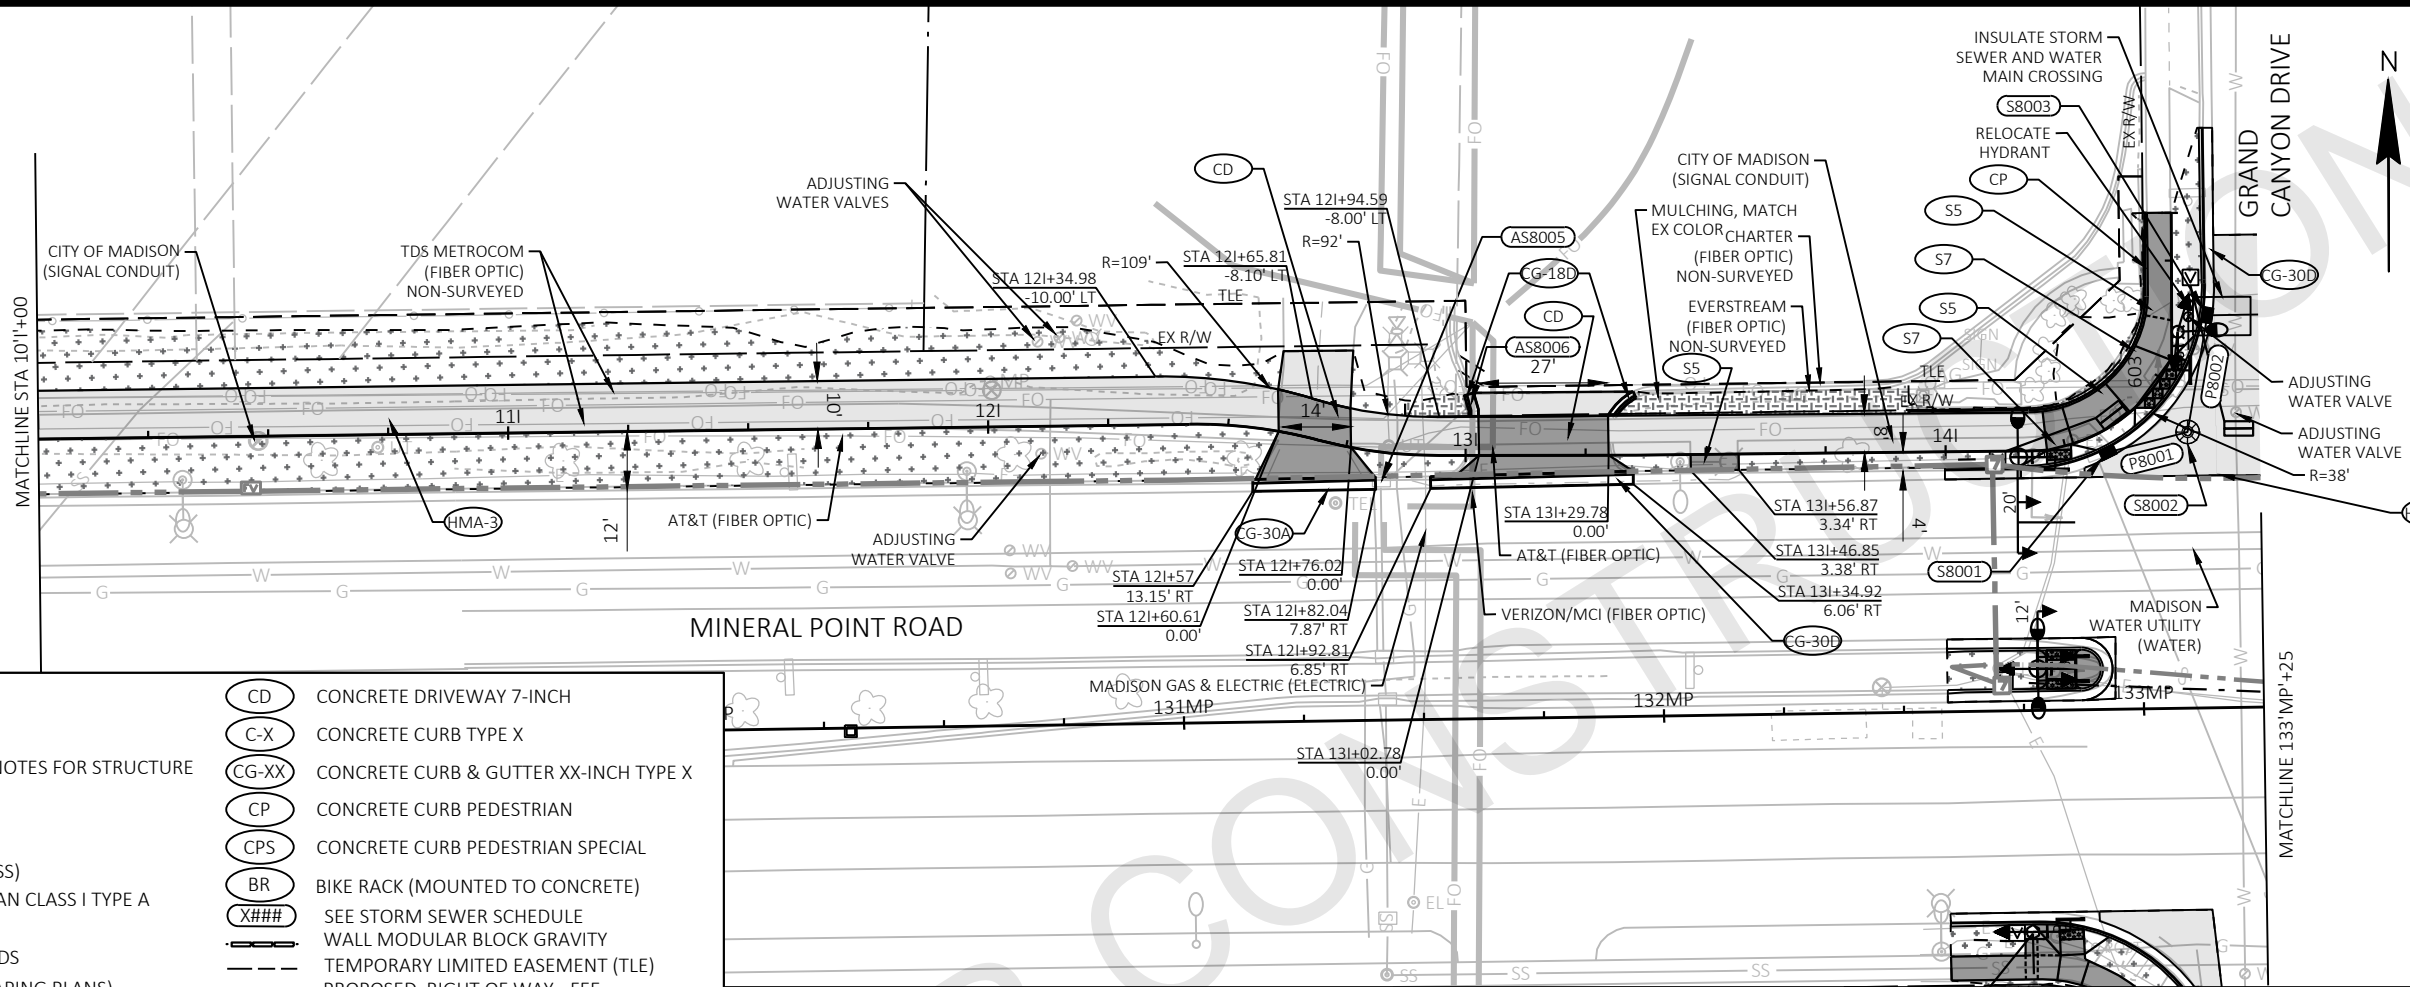 INSULATE STORM
SEWER AND WATER
MAIN CROSSING
S8003
RELOCATE
HYDRANT
CP
S5
S7
S5
S7
GRAND
CANYON DRIVE
N
EX R/W
CG-30D
CITY OF MADISON
(SIGNAL CONDUIT)
TDS METROCOM
(FIBER OPTIC)
NON-SURVEYED
ADJUSTING
WATER VALVES
CD
STA 12I+94.59
-8.00' LT
R=92'
STA 12I+65.81
-8.10' LT
TLE
R=109'
STA 12I+34.98
-10.00' LT
EX R/W
AS8005
CG-18D
CD
AS8006
27'
CITY OF MADISON
(SIGNAL CONDUIT)
MULCHING, MATCH
EX COLOR
CHARTER
(FIBER OPTIC)
NON-SURVEYED
EVERSTREAM
(FIBER OPTIC)
NON-SURVEYED
S5
TLE
EX R/W
MATCHLINE STA 10'I'+00
11I
12I
13I
14I
10'
14'
8'
603
P8002
P8001
ADJUSTING
WATER VALVE
ADJUSTING
WATER VALVE
R=38'
S8002
S8001
20'
12'
4'
12'
HMA-3
AT&T (FIBER OPTIC)
ADJUSTING
WATER VALVE
CG-30A
STA 12I+57
13.15' RT
STA 12I+60.61
0.00'
STA 12I+76.02
0.00'
STA 12I+82.04
7.87' RT
STA 12I+92.81
6.85' RT
MADISON GAS & ELECTRIC (ELECTRIC)
STA 13I+02.78
0.00'
STA 13I+29.78
0.00'
AT&T (FIBER OPTIC)
VERIZON/MCI (FIBER OPTIC)
STA 13I+56.87
3.34' RT
STA 13I+46.85
3.38' RT
STA 13I+34.92
6.06' RT
CG-30D
MADISON
WATER UTILITY
(WATER)
MINERAL POINT ROAD
131MP
132MP
133MP
MATCHLINE 133'MP'+25
CD CONCRETE DRIVEWAY 7-INCH
C-X CONCRETE CURB TYPE X
NOTES FOR STRUCTURE
CG-XX CONCRETE CURB & GUTTER XX-INCH TYPE X
CP CONCRETE CURB PEDESTRIAN
CPS CONCRETE CURB PEDESTRIAN SPECIAL
SS)
BR BIKE RACK (MOUNTED TO CONCRETE)
AN CLASS I TYPE A
X### SEE STORM SEWER SCHEDULE
WALL MODULAR BLOCK GRAVITY
DS
TEMPORARY LIMITED EASEMENT (TLE)